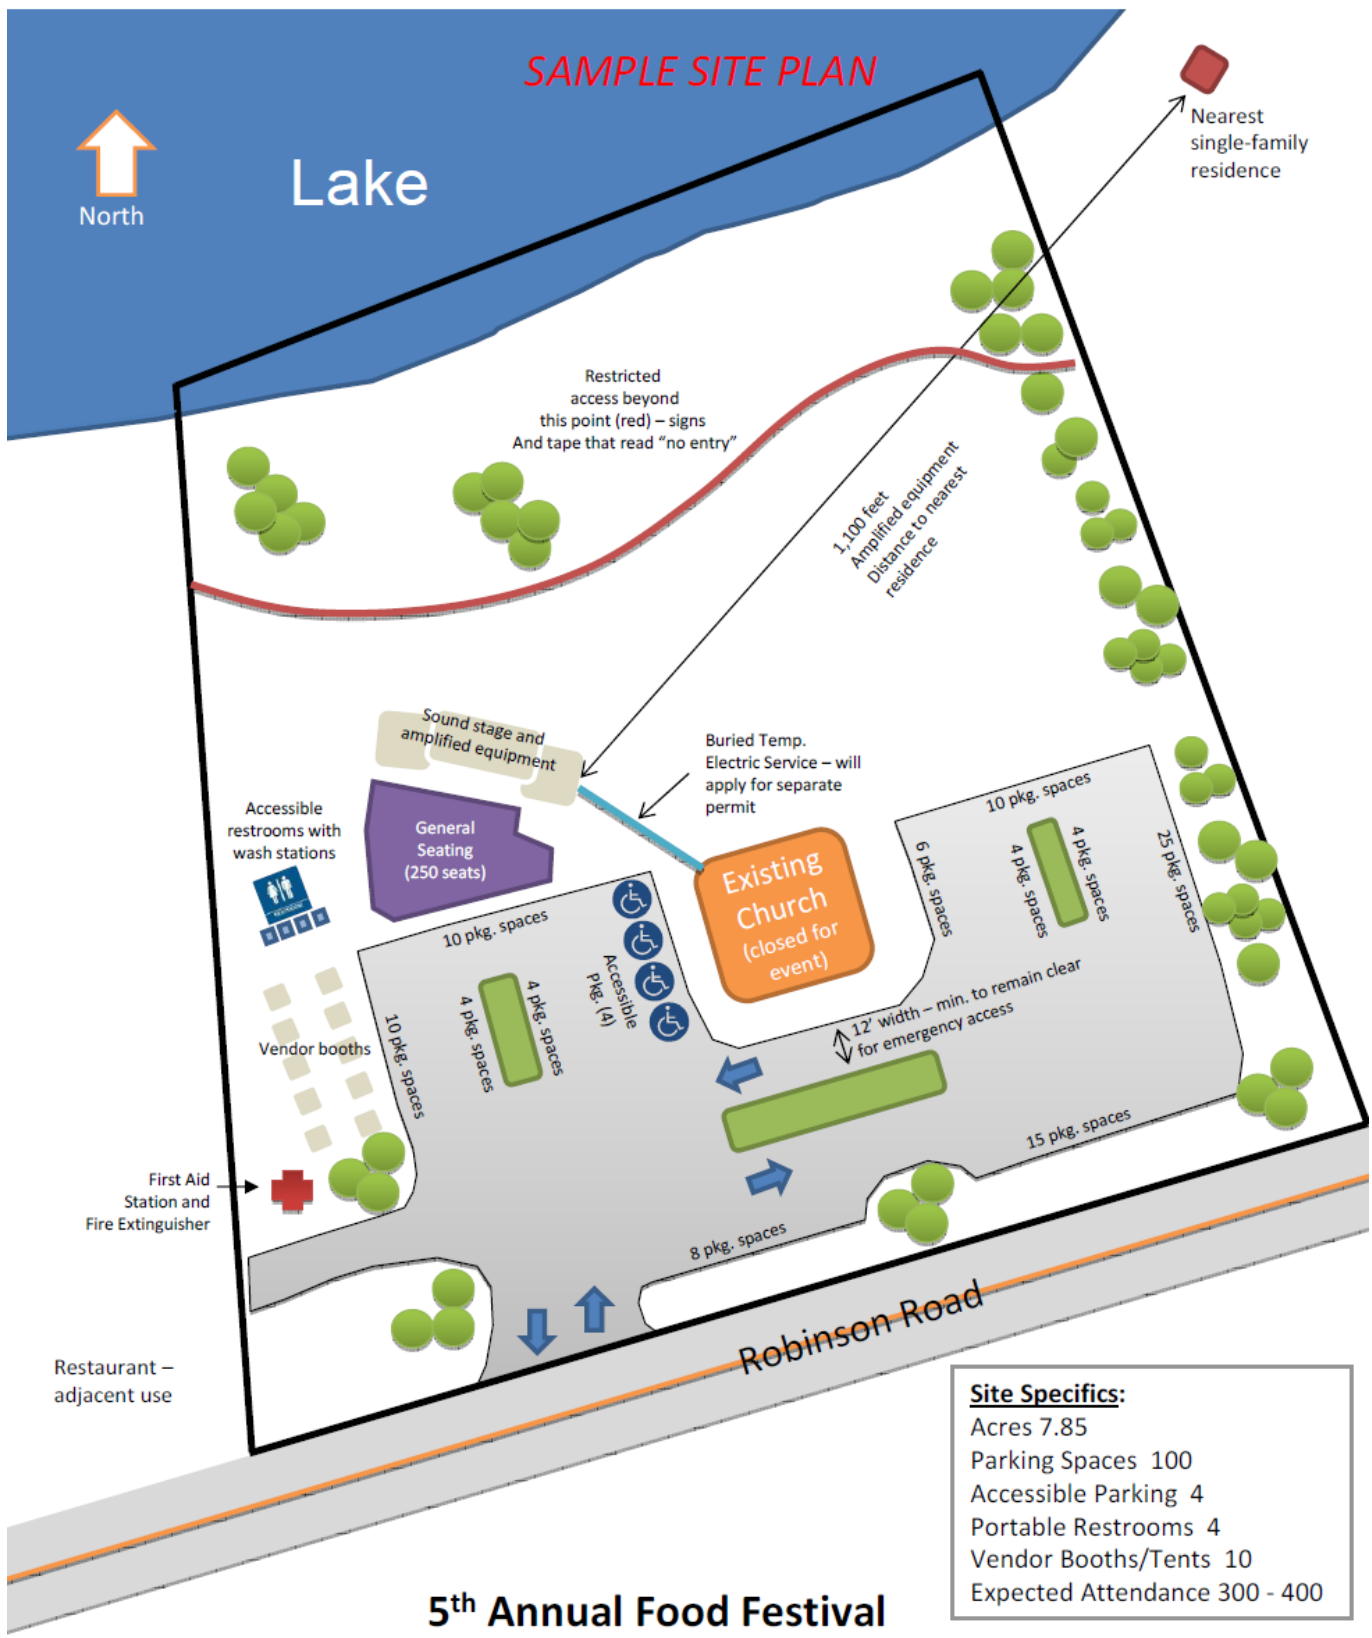 SAMPLE SITE PLAN
Nearest
single-family
residence
North
Lake
Restricted
access beyond
this point (red) – signs
And tape that read “no entry”
1,100 feet
Amplified equipment
Distance to nearest
residence
Sound stage and
amplified equipment
Buried Temp.
Electric Service – will
apply for separate
permit
Accessible
restrooms with
wash stations
General
Seating
(250 seats)
Existing
Church
(closed for
event)
10 pkg. spaces
6 pkg. spaces
4 pkg. spaces
4 pkg. spaces
25 pkg. spaces
10 pkg. spaces
Accessible
Pkg. (4)
4 pkg. spaces
4 pkg. spaces
10 pkg. spaces
Vendor booths
12’ width – min. to remain clear
for emergency access
15 pkg. spaces
8 pkg. spaces
First Aid
Station and
Fire Extinguisher
Robinson Road
Restaurant –
adjacent use
Site Specifics:
Acres 7.85
Parking Spaces 100
Accessible Parking 4
Portable Restrooms 4
Vendor Booths/Tents 10
Expected Attendance 300 - 400
5th Annual Food Festival